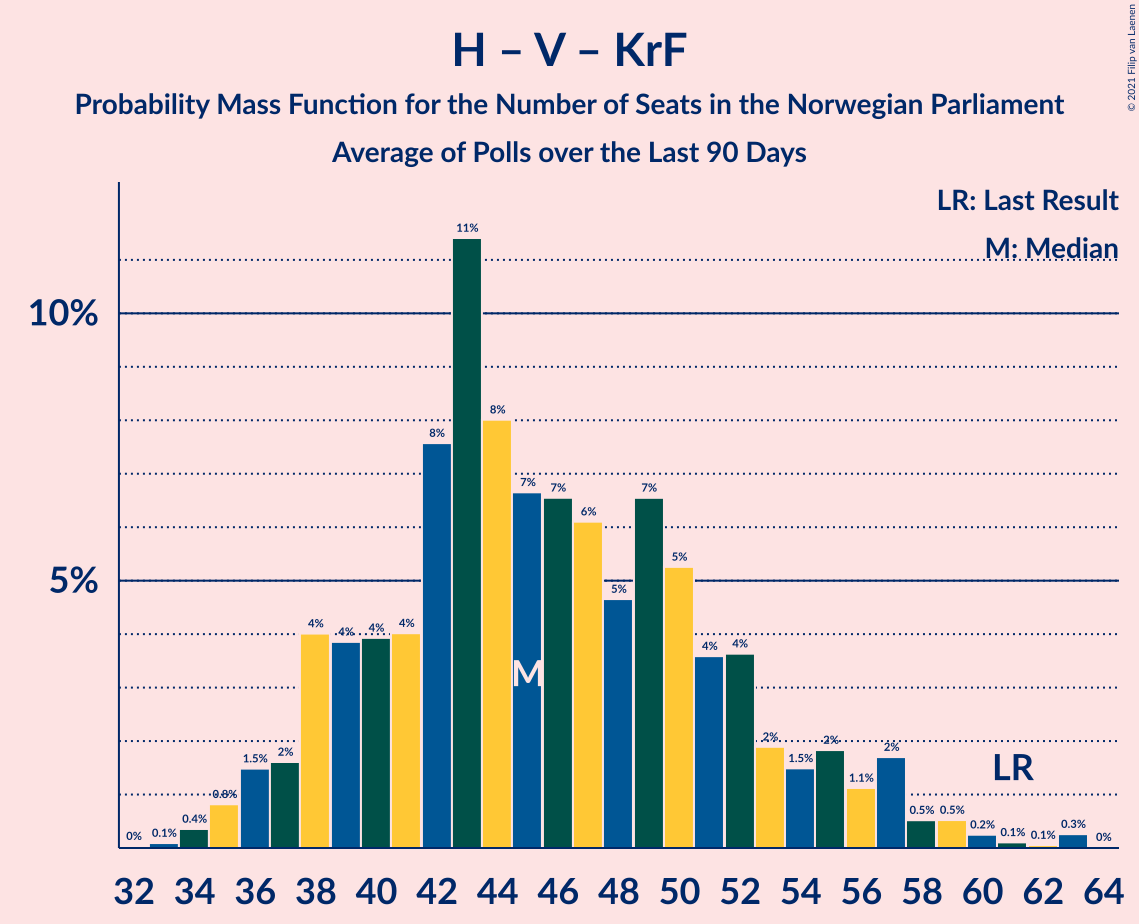 H – V – KrF
Probability Mass Function for the Number of Seats in the Norwegian Parliament
Average of Polls over the Last 90 Days
© 2021 Filip van Laenen
LR: Last Result
M: Median
10%
5%
0% 0.1% 0.4% 0.8% 1.5% 2% 4% 4% 4% 4% 8% 11% 8% 7% 7% 6% 5% 7% 5% 4% 4% 2% 1.5% 2% 1.1% 2% 0.5% 0.5% 0.2% 0.1% 0.1% 0.3% 0%
M
LR
32 34 36 38 40 42 44 46 48 50 52 54 56 58 60 62 64